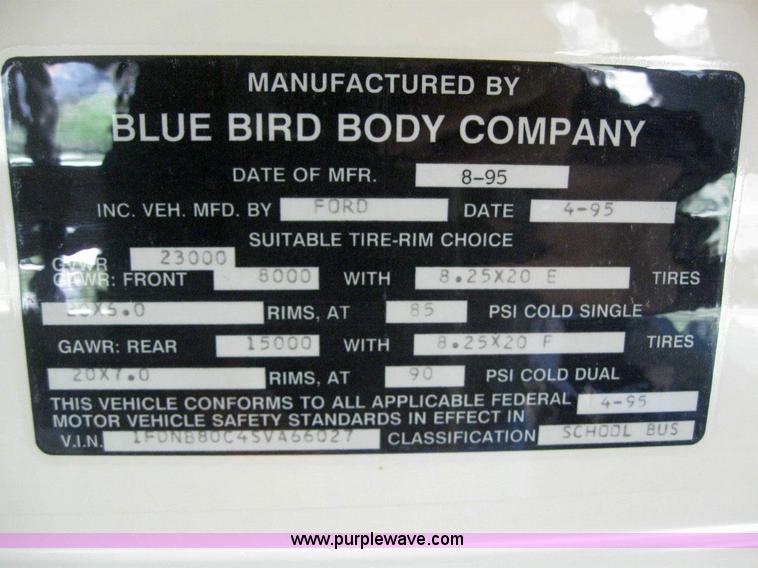 MANUFACTURED BY
BLUE BIRD BODY COMPANY
DATE OF MFR. 8-95
INC. VEH. MFD. BY FORD DATE 4-95
SUITABLE TIRE-RIM CHOICE
GVWR 23000
GAWR: FRONT 8000 WITH 8.25X20 E TIRES
RIMS, AT 85 PSI COLD SINGLE
GAWR: REAR 15000 WITH 8.25X20 F TIRES
20X7.0 RIMS, AT 90 PSI COLD DUAL
THIS VEHICLE CONFORMS TO ALL APPLICABLE FEDERAL 4-95
MOTOR VEHICLE SAFETY STANDARDS IN EFFECT IN
V.I.N. 1FDNB80C4SVA66027 CLASSIFICATION SCHOOL BUS
www.purplewave.com